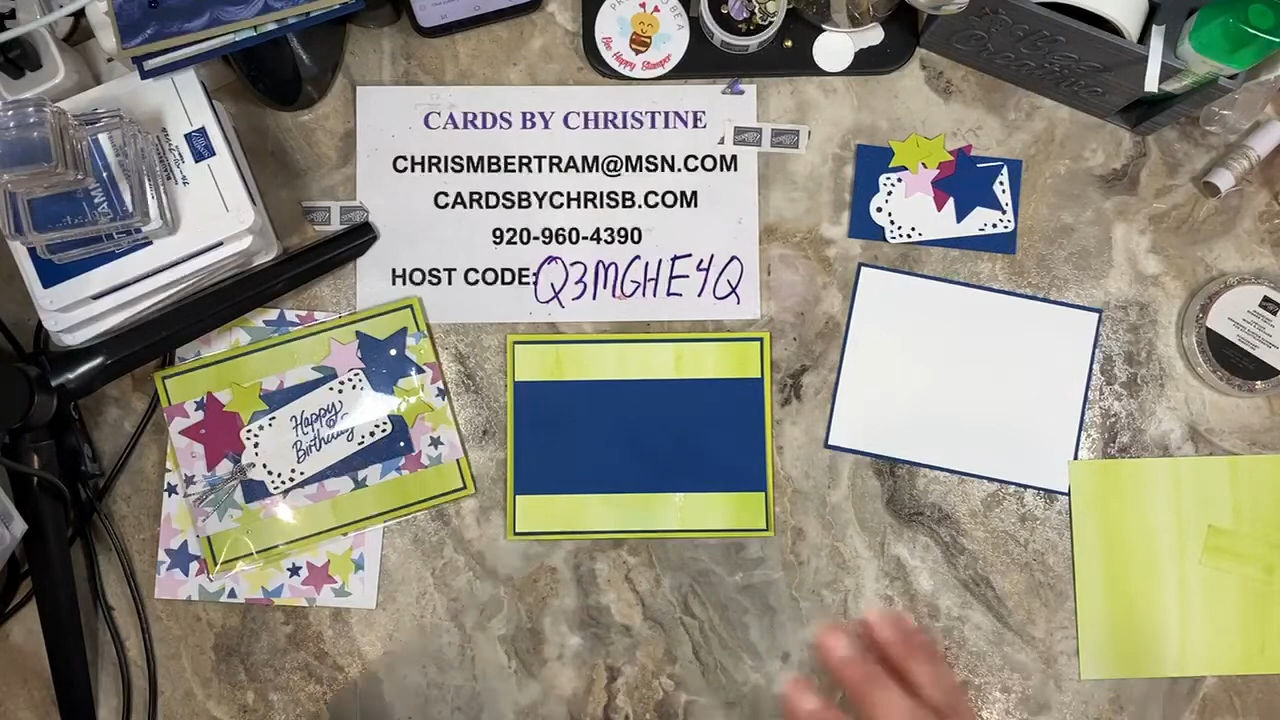 CARDS BY CHRISTINE
CHRISMBERTRAM@MSN.COM
CARDSBYCHRISB.COM
920-960-4390
HOST CODE: Q3MGHE4Q
Happy
Birthday
Bee Happy Stamper